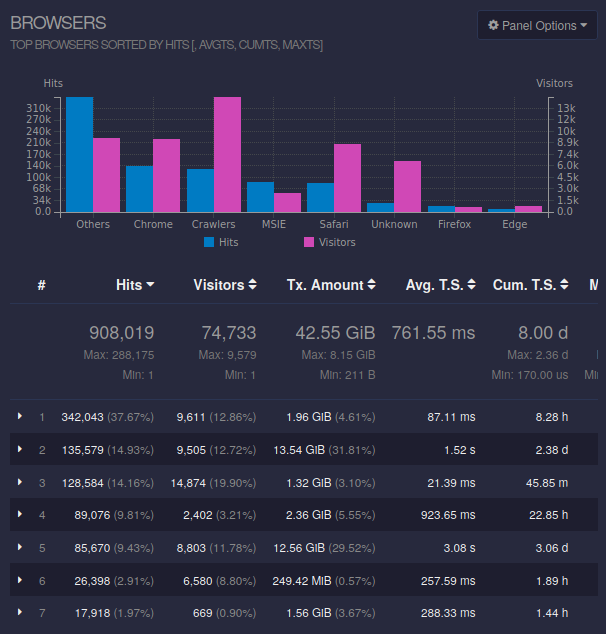 BROWSERS
Panel Options
TOP BROWSERS SORTED BY HITS [, AVGTS, CUMTS, MAXTS]
Hits Visitors
310k 13k
270k 12k
240k 10k
210k 8.9k
170k 7.4k
140k 6.0k
100k 4.5k
68k 3.0k
34k 1.5k
0.0 0.0
Others Chrome Crawlers MSIE Safari Unknown Firefox Edge
Hits Visitors
# Hits Visitors Tx. Amount Avg. T.S. Cum. T.S. M
908,019 74,733 42.55 GiB 761.55 ms 8.00 d
Max: 288,175 Max: 9,579 Max: 8.15 GiB Max: 2.36 d
Min: 1 Min: 1 Min: 211 B Min: 170.00 us Mi
1 342,043 (37.67%) 9,611 (12.86%) 1.96 GiB (4.61%) 87.11 ms 8.28 h
2 135,579 (14.93%) 9,505 (12.72%) 13.54 GiB (31.81%) 1.52 s 2.38 d
3 128,584 (14.16%) 14,874 (19.90%) 1.32 GiB (3.10%) 21.39 ms 45.85 m
4 89,076 (9.81%) 2,402 (3.21%) 2.36 GiB (5.55%) 923.65 ms 22.85 h
5 85,670 (9.43%) 8,803 (11.78%) 12.56 GiB (29.52%) 3.08 s 3.06 d
6 26,398 (2.91%) 6,580 (8.80%) 249.42 MiB (0.57%) 257.59 ms 1.89 h
7 17,918 (1.97%) 669 (0.90%) 1.56 GiB (3.67%) 288.33 ms 1.44 h